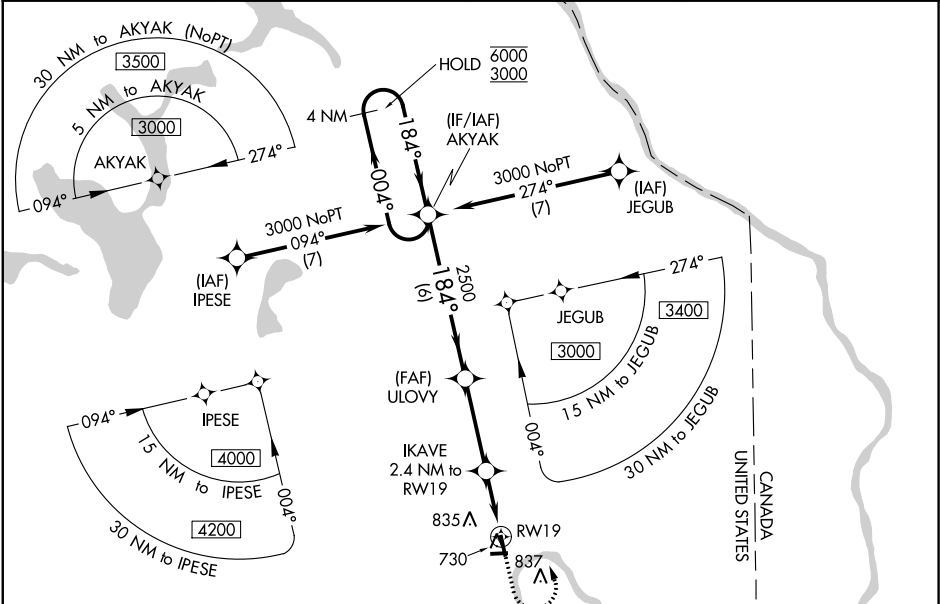 30 NM to AKYAK (NoPT)
3500
5 NM to AKYAK
3000
AKYAK
094°
274°
HOLD 6000
3000
4 NM
184°
004°
(IF/IAF)
AKYAK
3000 NoPT
274°
(7)
(IAF)
JEGUB
3000 NoPT
094°
(7)
(IAF)
IPESE
2500
184°
(6)
274°
JEGUB
3400
3000
15 NM to JEGUB
30 NM to JEGUB
004°
(FAF)
ULOVY
094°
IPESE
4000
15 NM to IPESE
004°
4200
30 NM to IPESE
IKAVE
2.4 NM to
RW19
835
RW19
730
837
CANADA
UNITED STATES